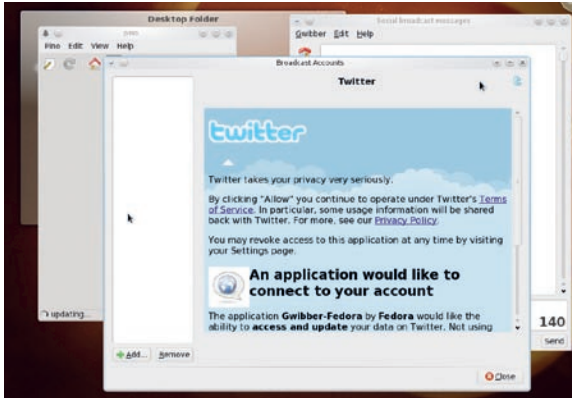 Desktop Folder
Pino Edit View Help
Social broadcast messages
Gwibber Edit Help
Broadcast Accounts
Twitter
twitter
Twitter takes your privacy very seriously.
By clicking "Allow" you continue to operate under Twitter's Terms
of Service. In particular, some usage information will be shared
back with Twitter. For more, see our Privacy Policy.
You may revoke access to this application at any time by visiting
your Settings page.
An application would like to
connect to your account
The application Gwibber-Fedora by Fedora would like the
ability to access and update your data on Twitter. Not using
updating...
140
Send
Add... Remove
Close